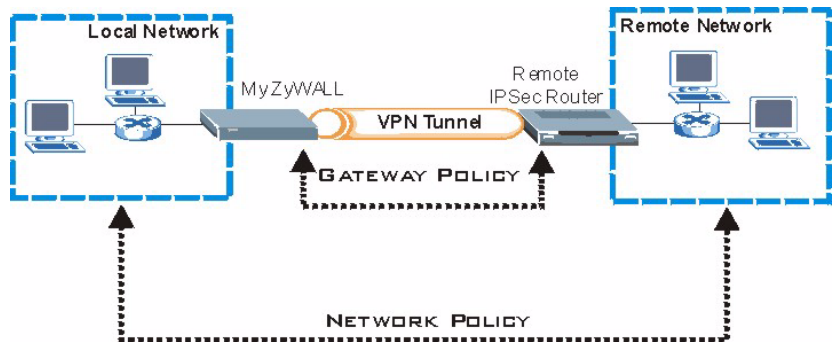 Local Network
Remote Network
MyZyWALL
Remote
IPSec Router
VPN Tunnel
GATEWAY POLICY
NETWORK POLICY